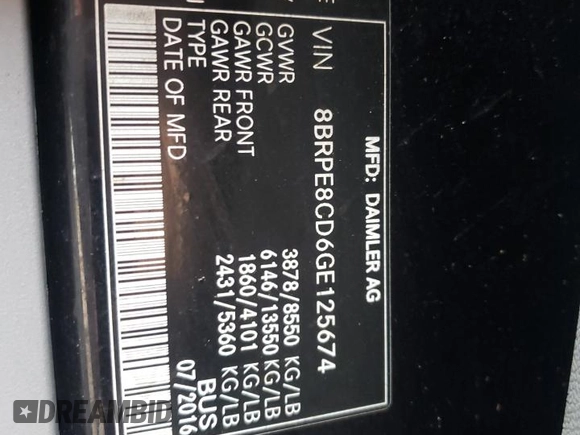 MFD: DAIMLER AG
VIN 8BRPE8CD6GE125674
GVWR 3878/8550 KG/LB
GCWR 6146/13550 KG/LB
GAWR FRONT 1860/4101 KG/LB
GAWR REAR 2431/5360 KG/LB
TYPE BUS
DATE OF MFD 07/2016
DREAMBID